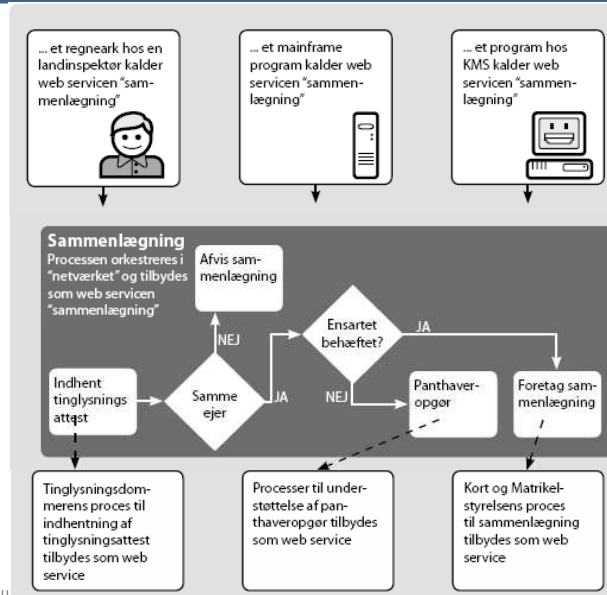 ... et regneark hos en
landinspektør kalder
web servicen “sam-
menlægning”
... et mainframe
program kalder web
servicen “sammen-
lægning”
... et program hos
KMS kalder web
servicen “sammen-
lægning”
Sammenlægning
Processen orkestreres i
“netværket” og tilbydes
som web servicen
“sammenlægning”
Afvis sam-
menlægning
NEJ
Indhent
tinglysnings
attest
Samme
ejer
JA
Ensartet
behæftet?
JA
NEJ
Panthaver-
opgør
Foretag sam-
menlægning
Tinglysningsdom-
merens proces til
indhentning af
tinglysningsattest
tilbydes som web
service
Processer til under-
støttelse af pan-
thaveropgør tilbydes
som web service
Kort og Matrikel-
styrelsens proces
til sammenlægning
tilbydes som web
service